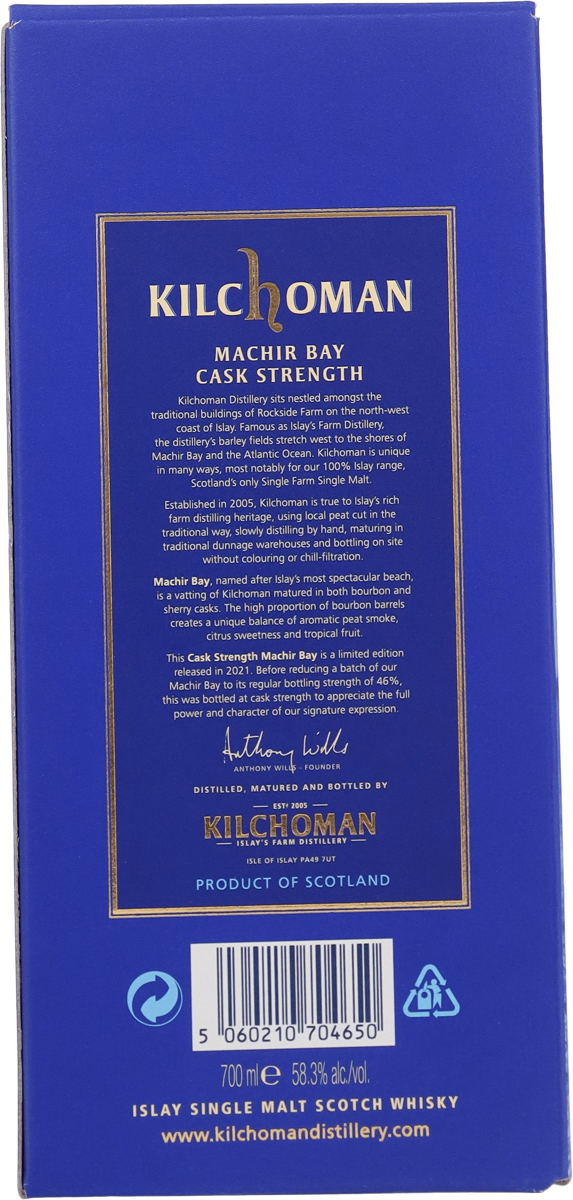 KILCHOMAN
MACHIR BAY
CASK STRENGTH
Kilchoman Distillery sits nestled amongst the
traditional buildings of Rockside Farm on the north-west
coast of Islay. Famous as Islay's Farm Distillery,
the distillery's barley fields stretch west to the shores of
Machir Bay and the Atlantic Ocean. Kilchoman is unique
in many ways, most notably for our 100% Islay range,
Scotland's only Single Farm Single Malt.
Established in 2005, Kilchoman is true to Islay's rich
farm distilling heritage, using local peat cut in the
traditional way, slowly distilling by hand, maturing in
traditional dunnage warehouses and bottling on site
without colouring or chill-filtration.
Machir Bay, named after Islay's most spectacular beach,
is a vatting of Kilchoman matured in both bourbon and
sherry casks. The high proportion of bourbon barrels
creates a unique balance of aromatic peat smoke,
citrus sweetness and tropical fruit.
This Cask Strength Machir Bay is a limited edition
released in 2021. Before reducing a batch of our
Machir Bay to its regular bottling strength of 46%,
this was bottled at cask strength to appreciate the full
power and character of our signature expression.
Anthony Wills
ANTHONY WILLS - FOUNDER
DISTILLED, MATURED AND BOTTLED BY
ESTD 2005
KILCHOMAN
ISLAY'S FARM DISTILLERY
ISLE OF ISLAY PA49 7UT
PRODUCT OF SCOTLAND
5 060210 704650
700 ml e 58.3% alc./vol.
ISLAY SINGLE MALT SCOTCH WHISKY
www.kilchomandistillery.com